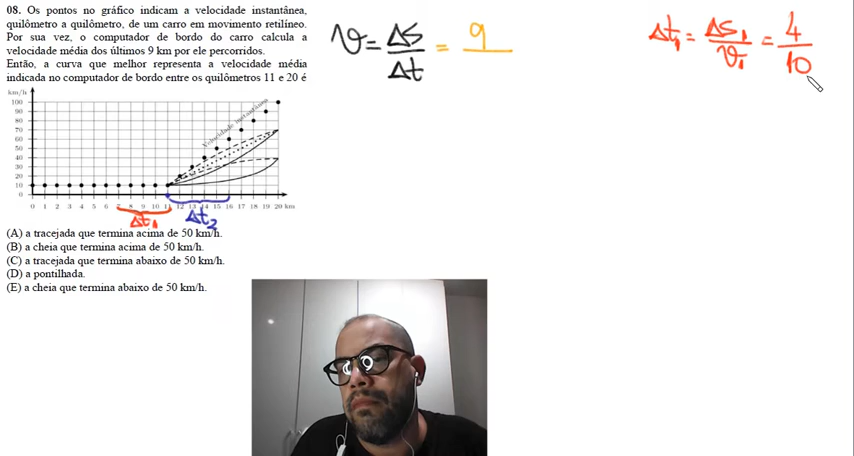 08. Os pontos no gráfico indicam a velocidade instantânea,
quilômetro a quilômetro, de um carro em movimento retilíneo.
Por sua vez, o computador de bordo do carro calcula a
velocidade média dos últimos 9 km por ele percorridos.
Então, a curva que melhor representa a velocidade média
indicada no computador de bordo entre os quilômetros 11 e 20 é
v = Δs/Δt = 9
Δt₁ = Δs₁/v₁ = 4/10
km/h
100
90
80
70
60
50
40
30
20
10
0
Velocidade instantânea
0 1 2 3 4 5 6 7 8 9 10 11 12 13 14 15 16 17 18 19 20 km
Δt₁ Δt₂
(A) a tracejada que termina acima de 50 km/h.
(B) a cheia que termina acima de 50 km/h.
(C) a tracejada que termina abaixo de 50 km/h.
(D) a pontilhada.
(E) a cheia que termina abaixo de 50 km/h.